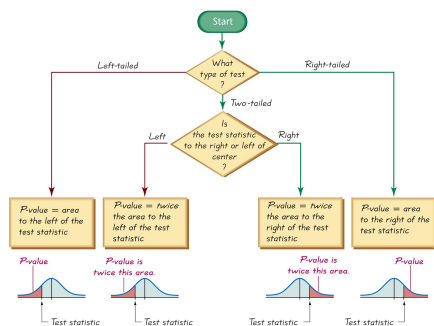 Start
Left-tailed
What
type of test
?
Right-tailed
Two-tailed
Left
Is
the test statistic
to the right or left of
center
?
Right
P-value = area
to the left of the
test statistic
P-value = twice
the area to the
left of the test
statistic
P-value = twice
the area to the
right of the test
statistic
P-value = area
to the right of the
test statistic
P-value
P-value is
twice this area.
P-value is
twice this area.
P-value
Test statistic
Test statistic
Test statistic
Test statistic